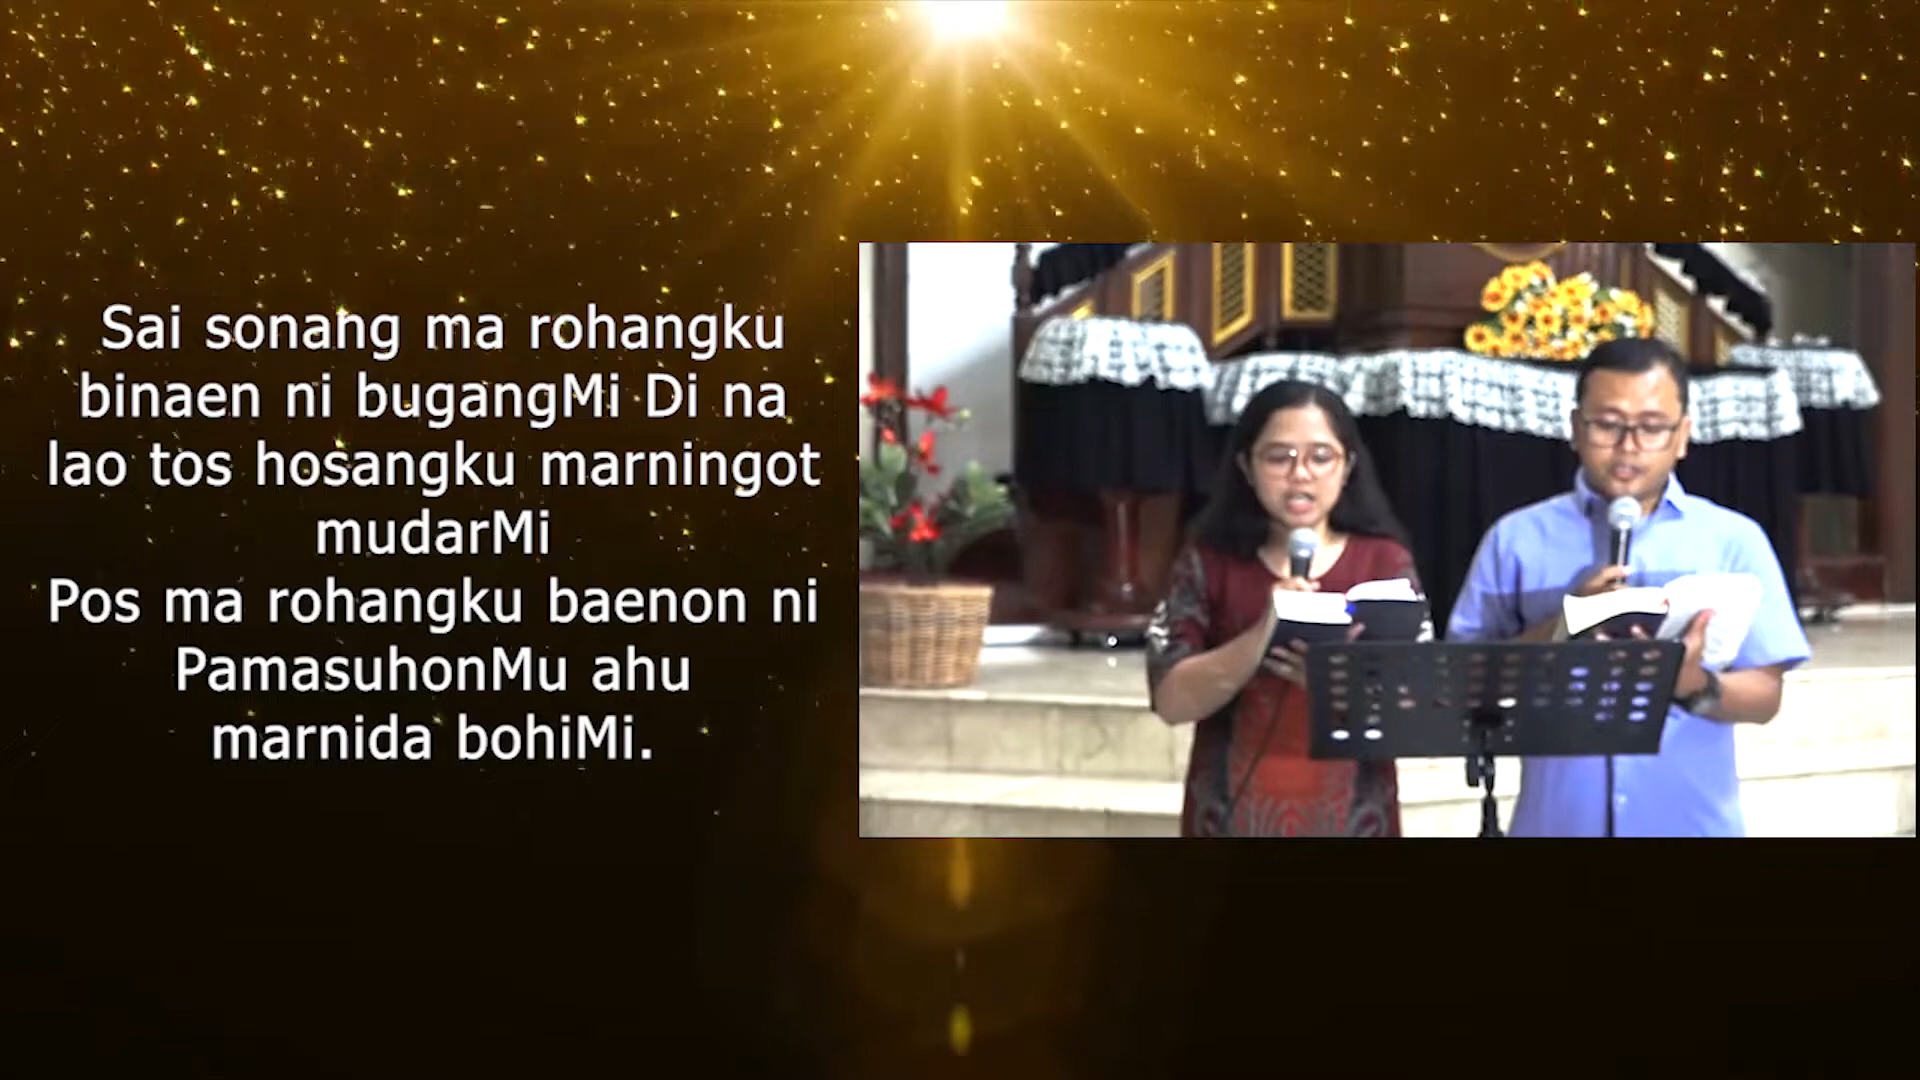 Sai sonang ma rohangku
binaen ni bugangMi Di na
lao tos hosangku marningot
mudarMi
Pos ma rohangku baenon ni
PamasuhonMu ahu
marnida bohiMi.